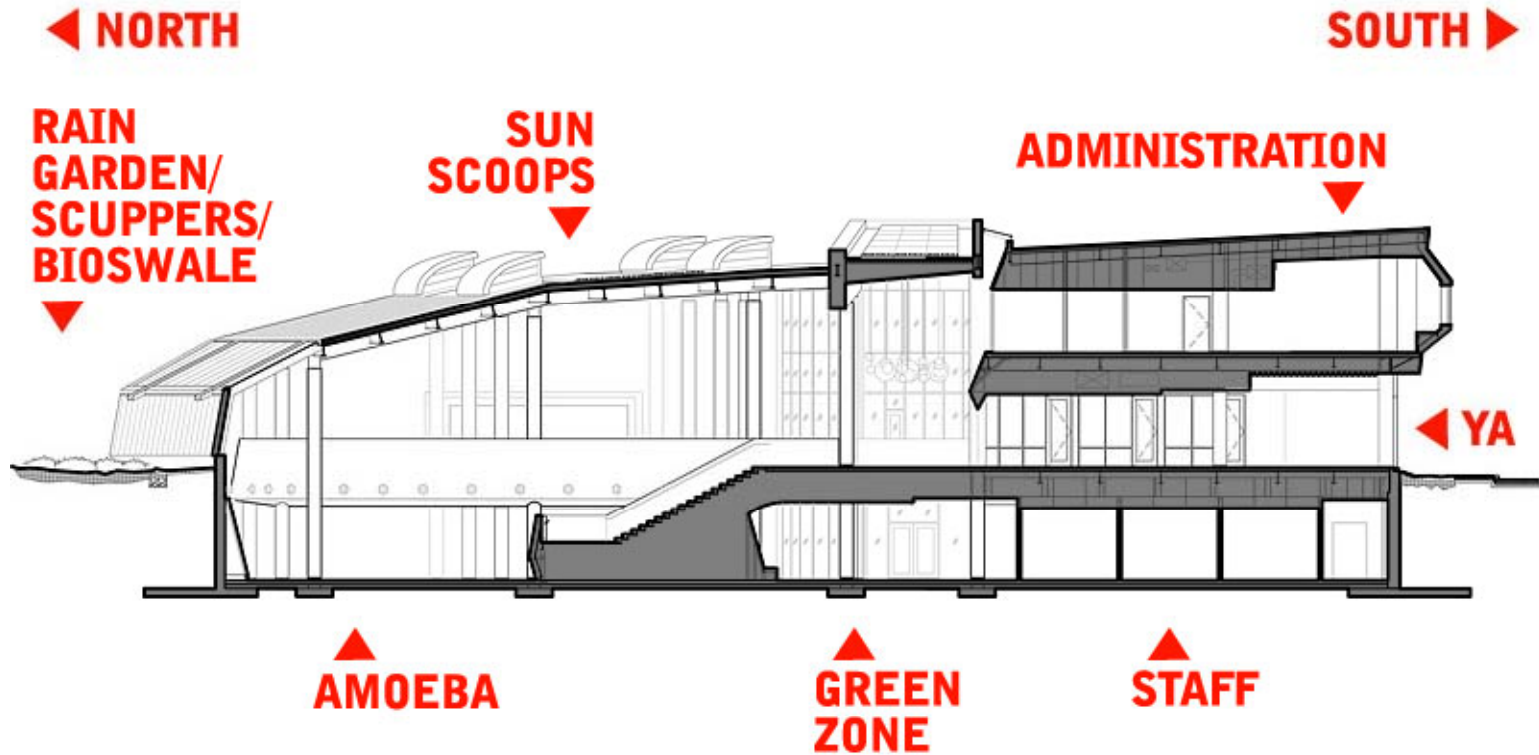 NORTH
SOUTH
RAIN
GARDEN/
SCUPPERS/
BIOSWALE
SUN
SCOOPS
ADMINISTRATION
YA
AMOEBA
GREEN
ZONE
STAFF